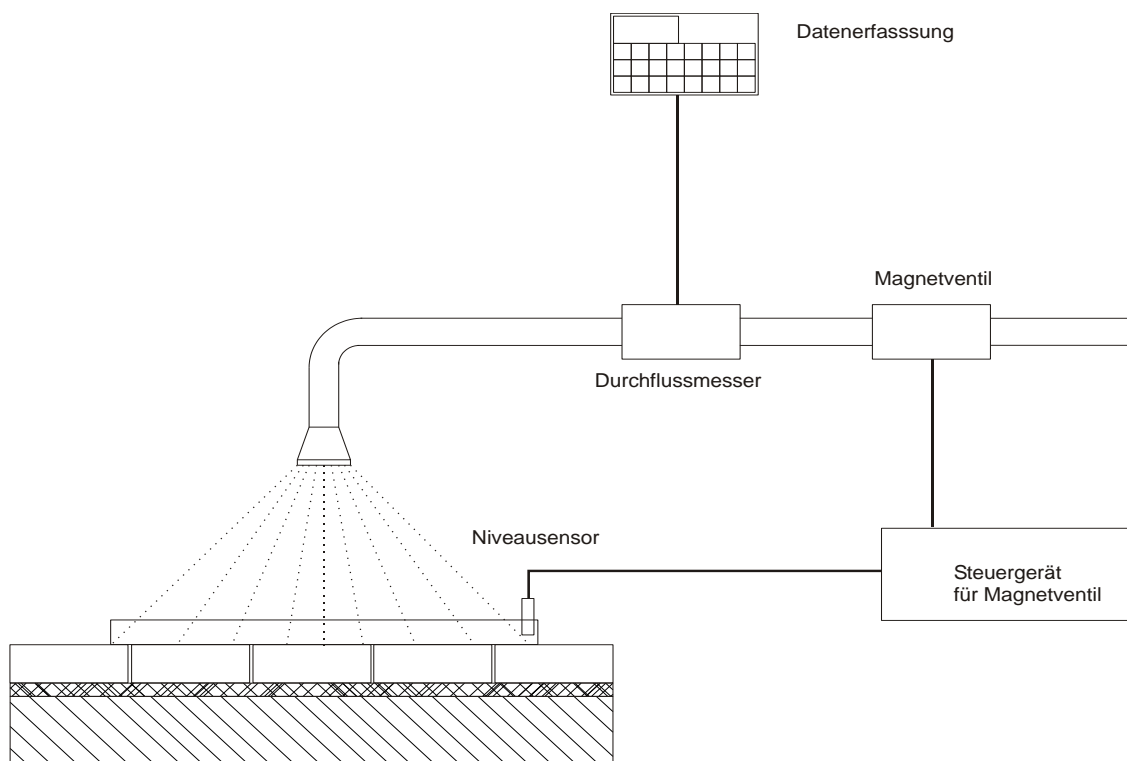 Datenerfasssung
Magnetventil
Durchflussmesser
Niveausensor
Steuergerät
für Magnetventil